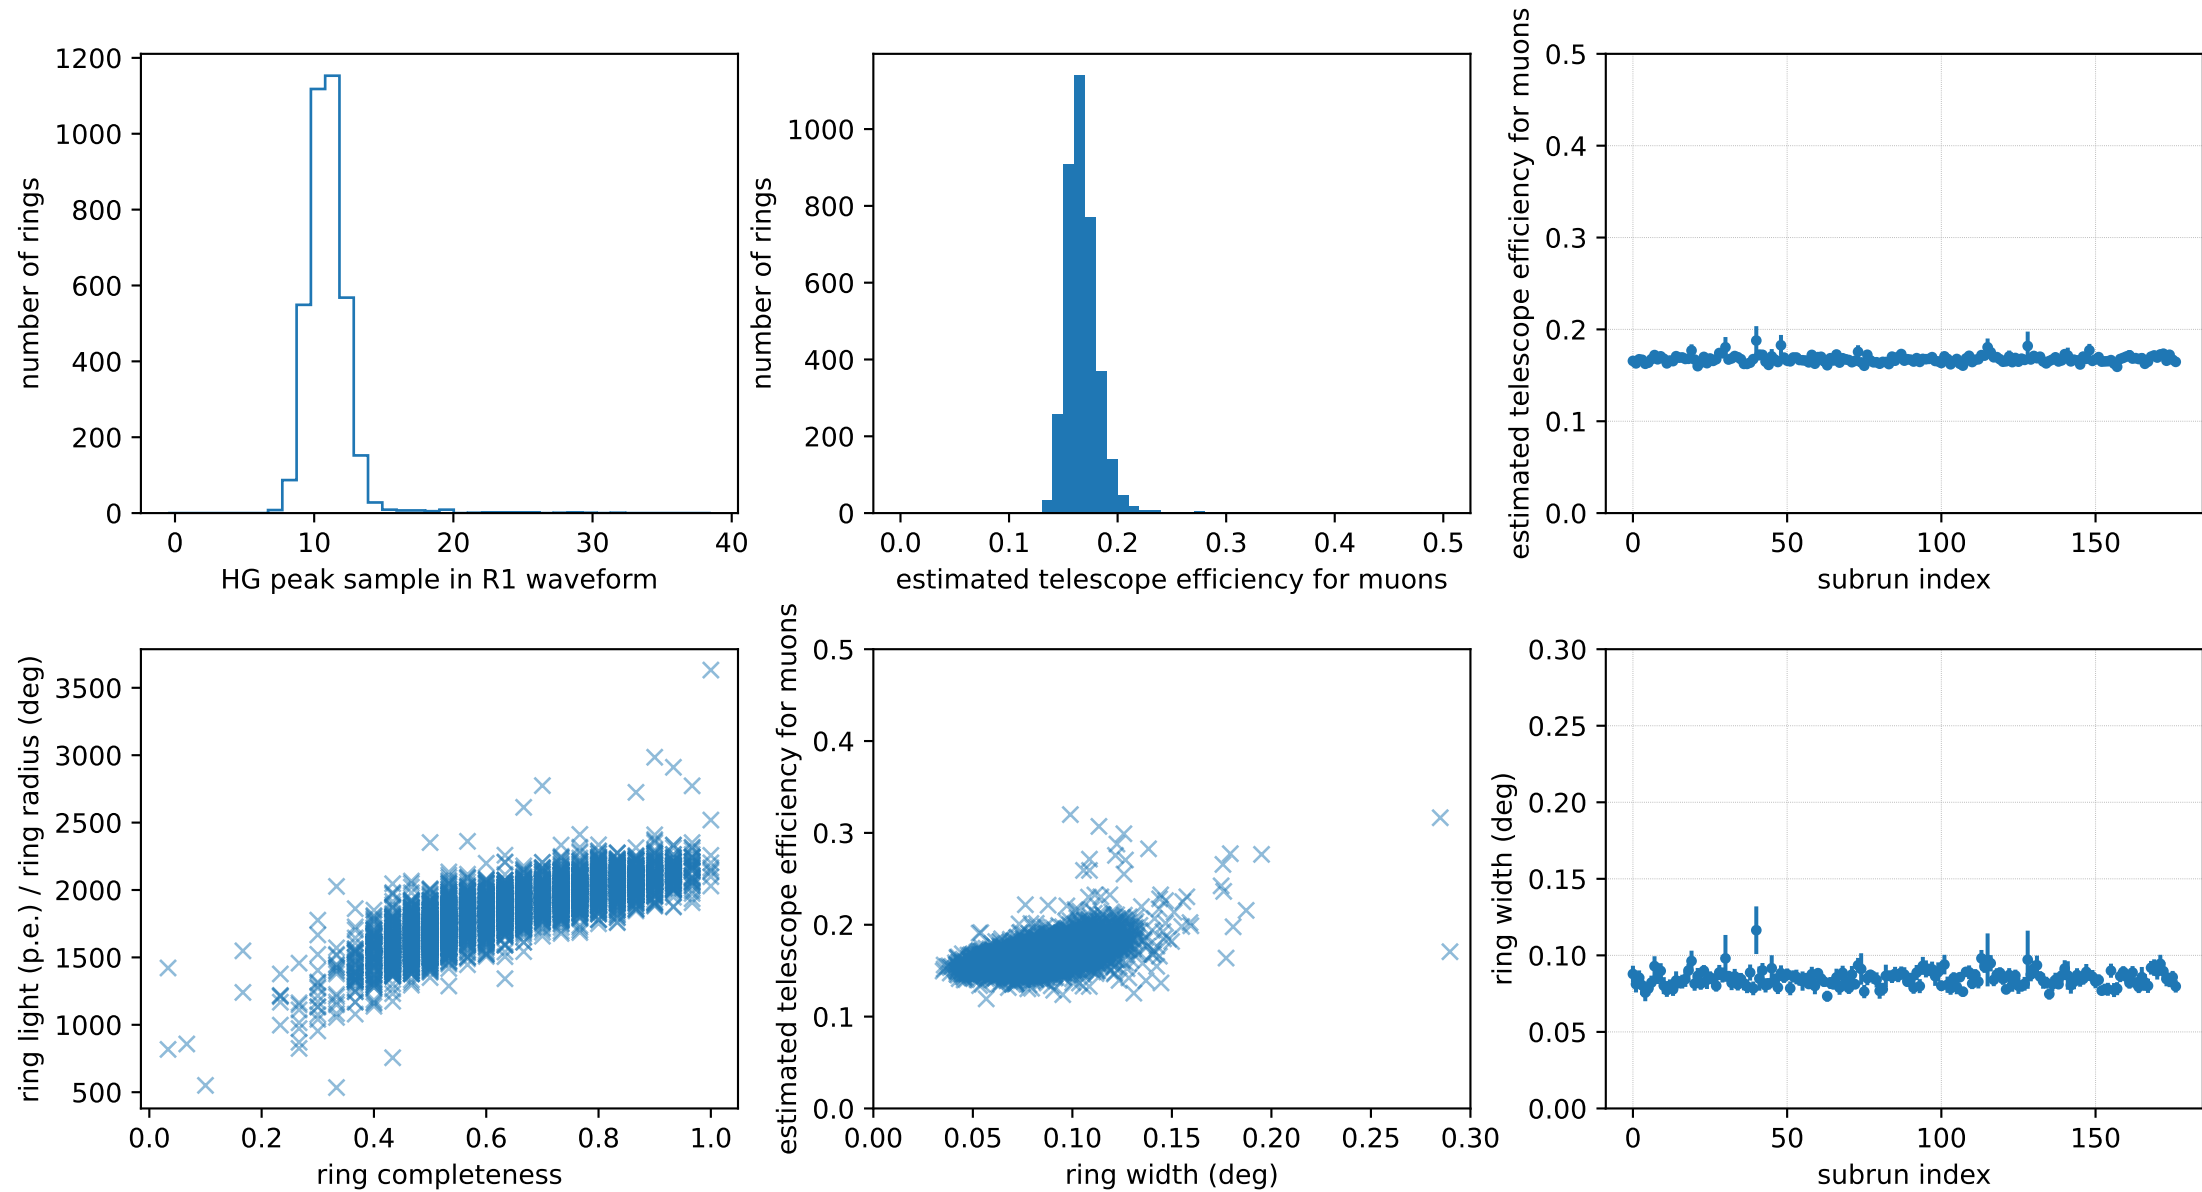 1200
1000
800
600
400
200
0
number of rings
0 10 20 30 40
HG peak sample in R1 waveform
1000
800
600
400
200
0
number of rings
0.0 0.1 0.2 0.3 0.4 0.5
estimated telescope efficiency for muons
0.5
0.4
0.3
0.2
0.1
0.0
estimated telescope efficiency for muons
0 50 100 150
subrun index
3500
3000
2500
2000
1500
1000
500
ring light (p.e.) / ring radius (deg)
0.0 0.2 0.4 0.6 0.8 1.0
ring completeness
0.5
0.4
0.3
0.2
0.1
0.0
estimated telescope efficiency for muons
0.00 0.05 0.10 0.15 0.20 0.25 0.30
ring width (deg)
0.30
0.25
0.20
0.15
0.10
0.05
0.00
ring width (deg)
0 50 100 150
subrun index